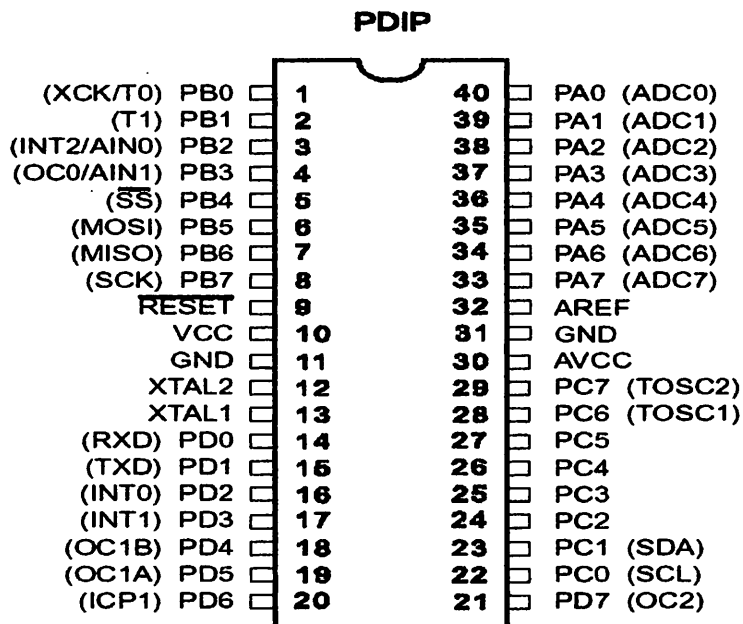 PDIP
(XCK/T0) PB0 1 40 PA0 (ADC0)
(T1) PB1 2 39 PA1 (ADC1)
(INT2/AIN0) PB2 3 38 PA2 (ADC2)
(OC0/AIN1) PB3 4 37 PA3 (ADC3)
(SS) PB4 5 36 PA4 (ADC4)
(MOSI) PB5 6 35 PA5 (ADC5)
(MISO) PB6 7 34 PA6 (ADC6)
(SCK) PB7 8 33 PA7 (ADC7)
RESET 9 32 AREF
VCC 10 31 GND
GND 11 30 AVCC
XTAL2 12 29 PC7 (TOSC2)
XTAL1 13 28 PC6 (TOSC1)
(RXD) PD0 14 27 PC5
(TXD) PD1 15 26 PC4
(INT0) PD2 16 25 PC3
(INT1) PD3 17 24 PC2
(OC1B) PD4 18 23 PC1 (SDA)
(OC1A) PD5 19 22 PC0 (SCL)
(ICP1) PD6 20 21 PD7 (OC2)